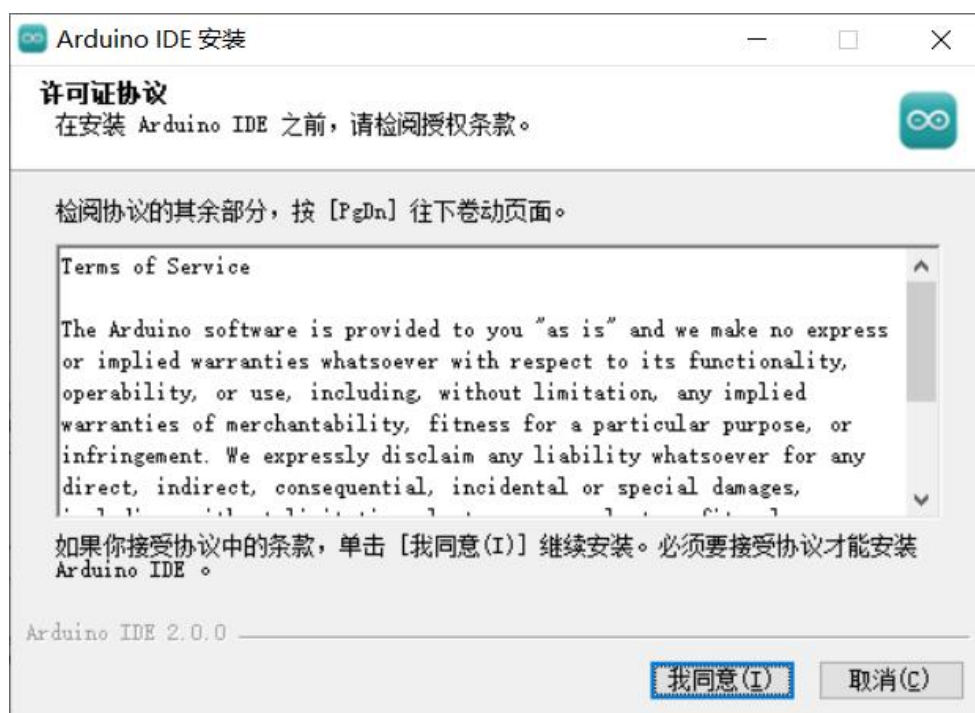 Arduino IDE 安装
许可证协议
在安装 Arduino IDE 之前，请检阅授权条款。
检阅协议的其余部分，按 [PgDn] 往下卷动页面。
Terms of Service
The Arduino software is provided to you "as is" and we make no express
or implied warranties whatsoever with respect to its functionality,
operability, or use, including, without limitation, any implied
warranties of merchantability, fitness for a particular purpose, or
infringement. We expressly disclaim any liability whatsoever for any
direct, indirect, consequential, incidental or special damages,
如果你接受协议中的条款，单击 [我同意(I)] 继续安装。必须要接受协议才能安装
Arduino IDE 。
Arduino IDE 2.0.0
我同意(I)
取消(C)